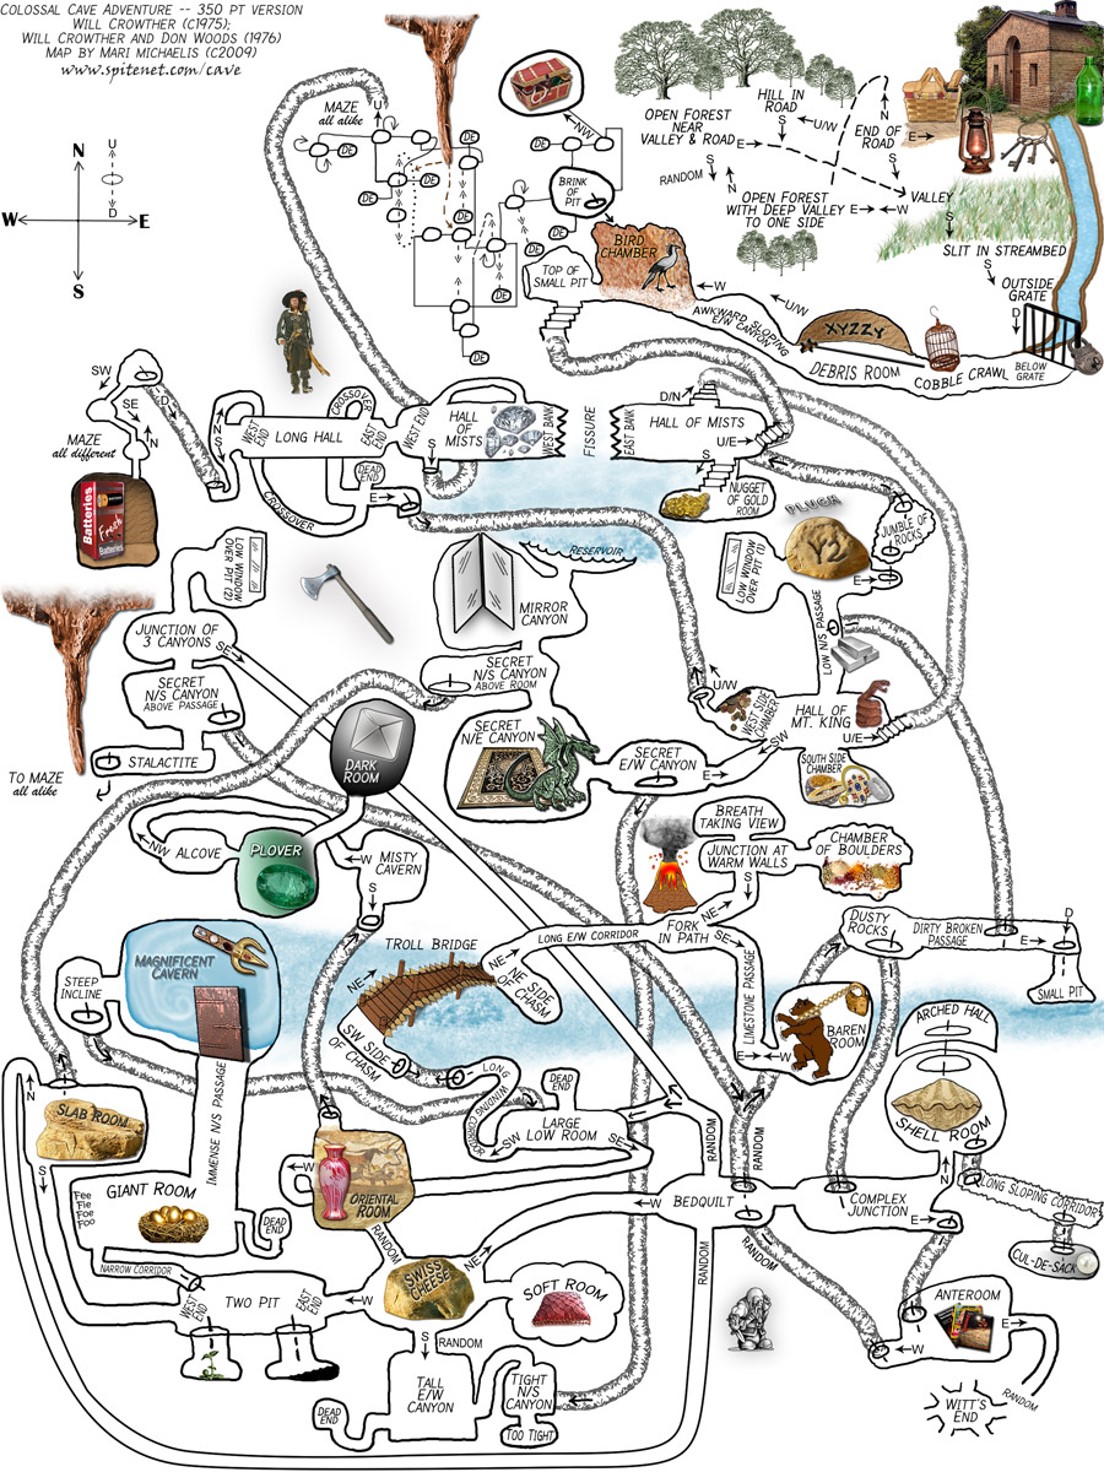 COLOSSAL CAVE ADVENTURE -- 350 PT VERSION
WILL CROWTHER (C1975);
WILL CROWTHER AND DON WOODS (1976)
MAP BY MARI MICHAELIS (C2009)
www.spitenet.com/cave
N
U
W
E
D
S
MAZE
all alike
U
DE
DE
DE
DE
DE
DE
DE
DE
DE
DE
NW
BRINK
OF
PIT
BIRD
CHAMBER
TOP OF
SMALL PIT
HILL IN
ROAD
OPEN FOREST
NEAR
VALLEY & ROAD
E
S
U/W
N
END OF
ROAD
E
S
RANDOM
S
N
OPEN FOREST
WITH DEEP VALLEY
TO ONE SIDE
E
W
VALLEY
S
SLIT IN STREAMBED
S
OUTSIDE
GRATE
D
W
U/W
AWKWARD SLOPING
E/W CANYON
XYZZY
DEBRIS ROOM
COBBLE CRAWL
BELOW
GRATE
SW
SE
D
N
MAZE
all different
Batteries
Fresh
Batteries
N
S
WEST
END
LONG HALL
CROSSOVER
EAST
END
WEST END
HALL
OF
MISTS
S
WEST BANK
FISSURE
EAST BANK
D/N
HALL OF MISTS
U/E
S
DEAD
END
E
CROSSOVER
NUGGET
OF GOLD
ROOM
PLUGH
Y2
JUMBLE OF
ROCKS
E
LOW WINDOW
OVER PIT
(2)
RESERVOIR
MIRROR
CANYON
LOW WINDOW
OVER PIT (1)
LOW N/S PASSAGE
JUNCTION OF
3 CANYONS
SE
SECRET
N/S CANYON
ABOVE PASSAGE
SECRET
N/S CANYON
ABOVE ROOM
U/W
WEST SIDE
CHAMBER
HALL OF
MT. KING
U/E
SW
STALACTITE
TO MAZE
all alike
DARK
ROOM
SECRET
N/E CANYON
SECRET
E/W CANYON
E
SOUTH SIDE
CHAMBER
BREATH
TAKING VIEW
NW
ALCOVE
PLOVER
W
MISTY
CAVERN
S
JUNCTION AT
WARM WALLS
S
CHAMBER
OF BOULDERS
NE
FORK
IN PATH
SE
LONG E/W CORRIDOR
DUSTY
ROCKS
DIRTY BROKEN
PASSAGE
E
D
SMALL PIT
MAGNIFICENT
CAVERN
STEEP
INCLINE
TROLL BRIDGE
NE
NE
NE SIDE
OF CHASM
SW SIDE
OF CHASM
LIMESTONE PASSAGE
E
W
BAREN
ROOM
ARCHED HALL
SHELL ROOM
N
SLAB ROOM
S
IMMENSE N/S PASSAGE
LONG
WINDING CORRIDOR
DEAD
END
LARGE
LOW ROOM
SW
SE
RANDOM
RANDOM
GIANT ROOM
Fee
Fie
Foe
Foo
DEAD
END
W
ORIENTAL
ROOM
RANDOM
W
BEDQUILT
COMPLEX
JUNCTION
E
LONG SLOPING CORRIDOR
CUL-DE-SACK
NARROW CORRIDOR
WEST
END
TWO PIT
EAST
END
W
SWISS
CHEESE
NE
SOFT ROOM
RANDOM
RANDOM
ANTEROOM
E
W
S
RANDOM
TALL
E/W
CANYON
TIGHT
N/S
CANYON
TOO TIGHT
DEAD
END
WITT'S
END
RANDOM
N